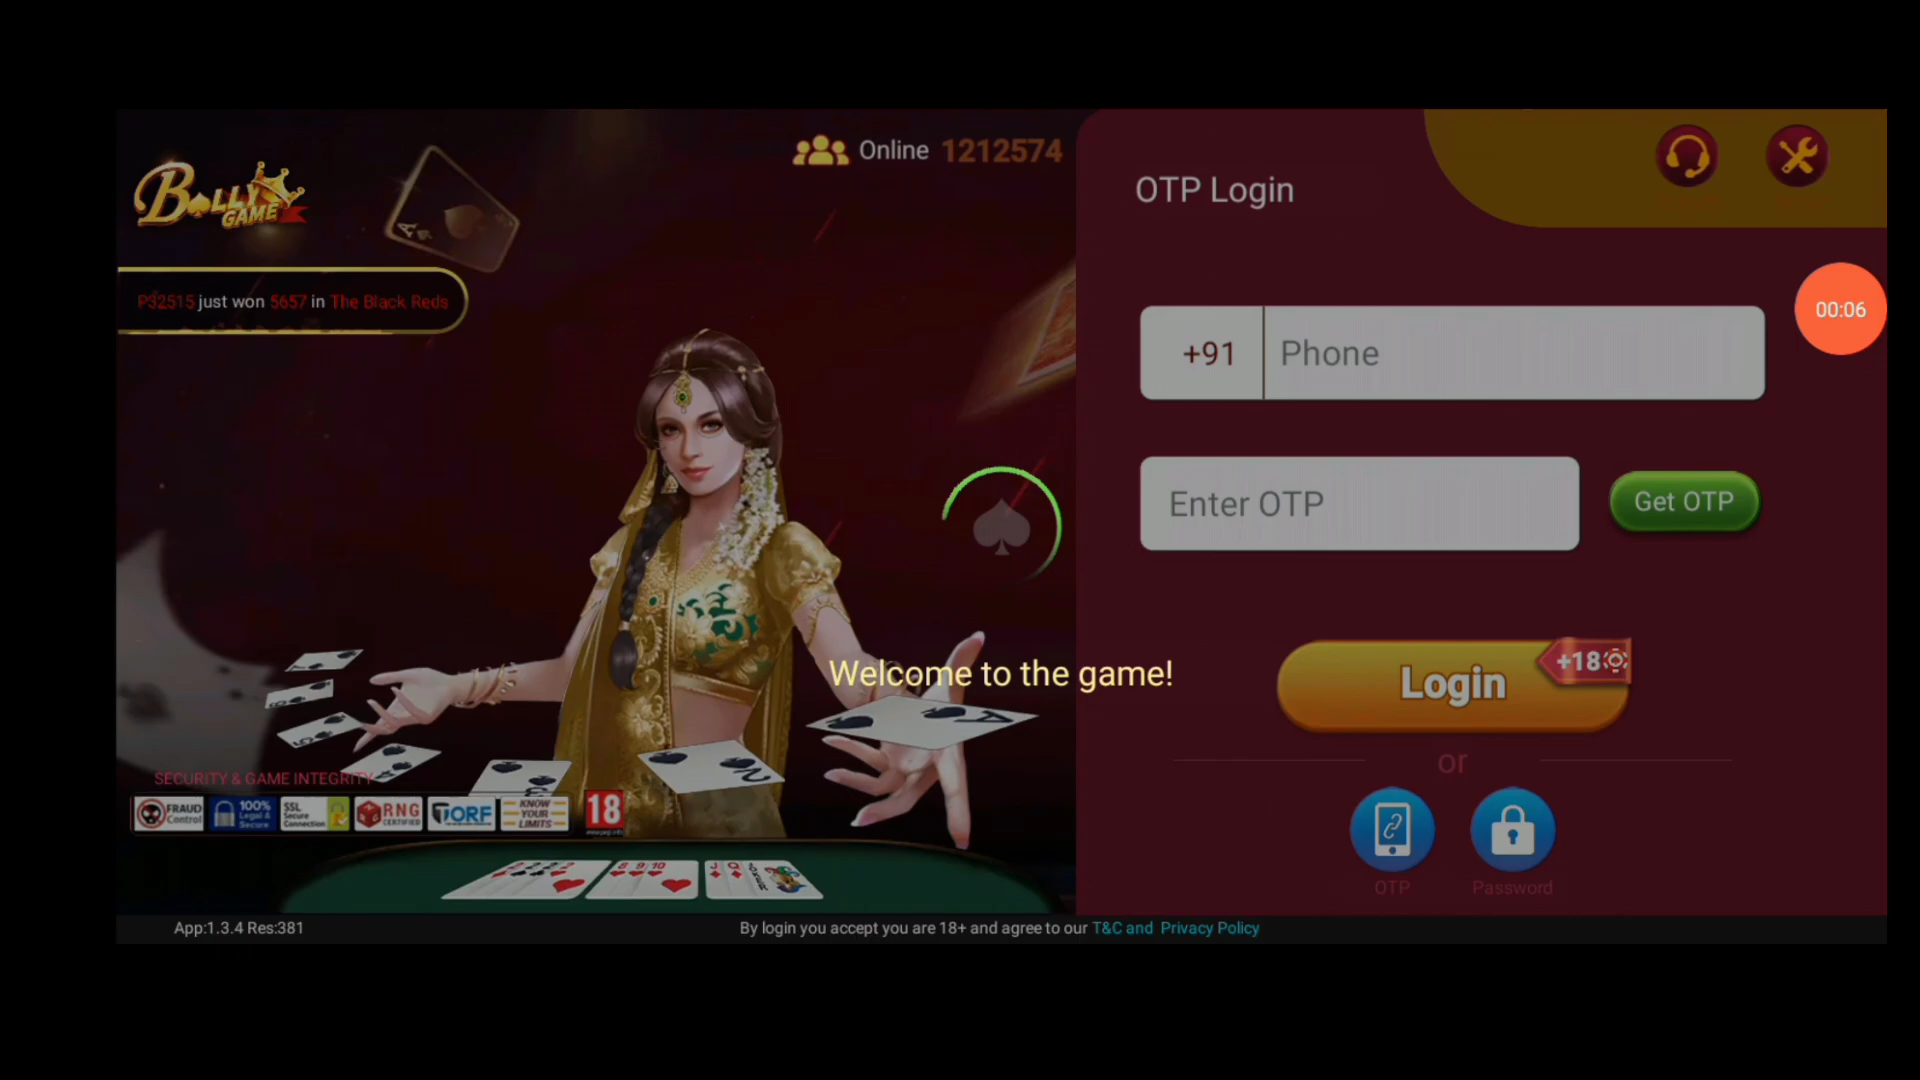 Bolly
GAME
Online 1212574
P32515 just won 5657 in The Black Reds
OTP Login
00:06
+91 Phone
Enter OTP
Get OTP
Welcome to the game!
+18
Login
or
OTP
Password
SECURITY & GAME INTEGRITY
FRAUD
Control
100%
Legal &
Secure
SSL
Secure
Connection
RNG
CERTIFIED
TORF
KNOW
YOUR
LIMITS
18
App:1.3.4 Res:381
By login you accept you are 18+ and agree to our T&C and Privacy Policy